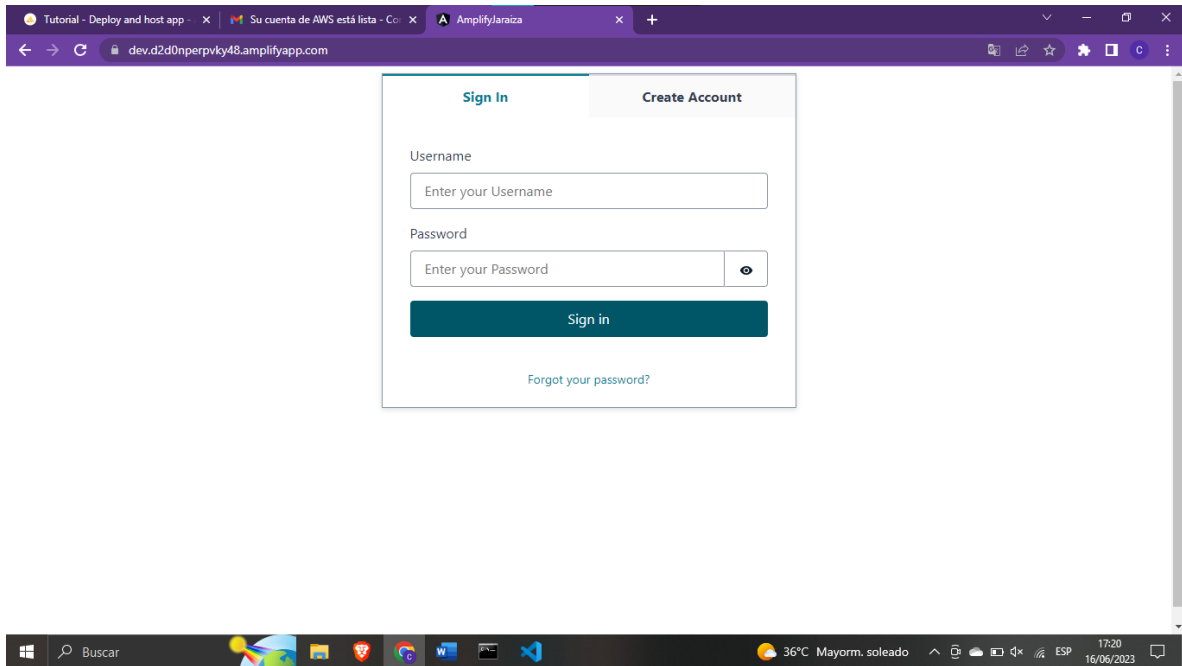 Tutorial - Deploy and host app -
Su cuenta de AWS está lista - Co
AmplifyJaraiza
dev.d2d0nperpvky48.amplifyapp.com
C
Sign In
Create Account
Username
Enter your Username
Password
Enter your Password
Sign in
Forgot your password?
Buscar
36°C Mayorm. soleado
ESP
17:20
16/06/2023